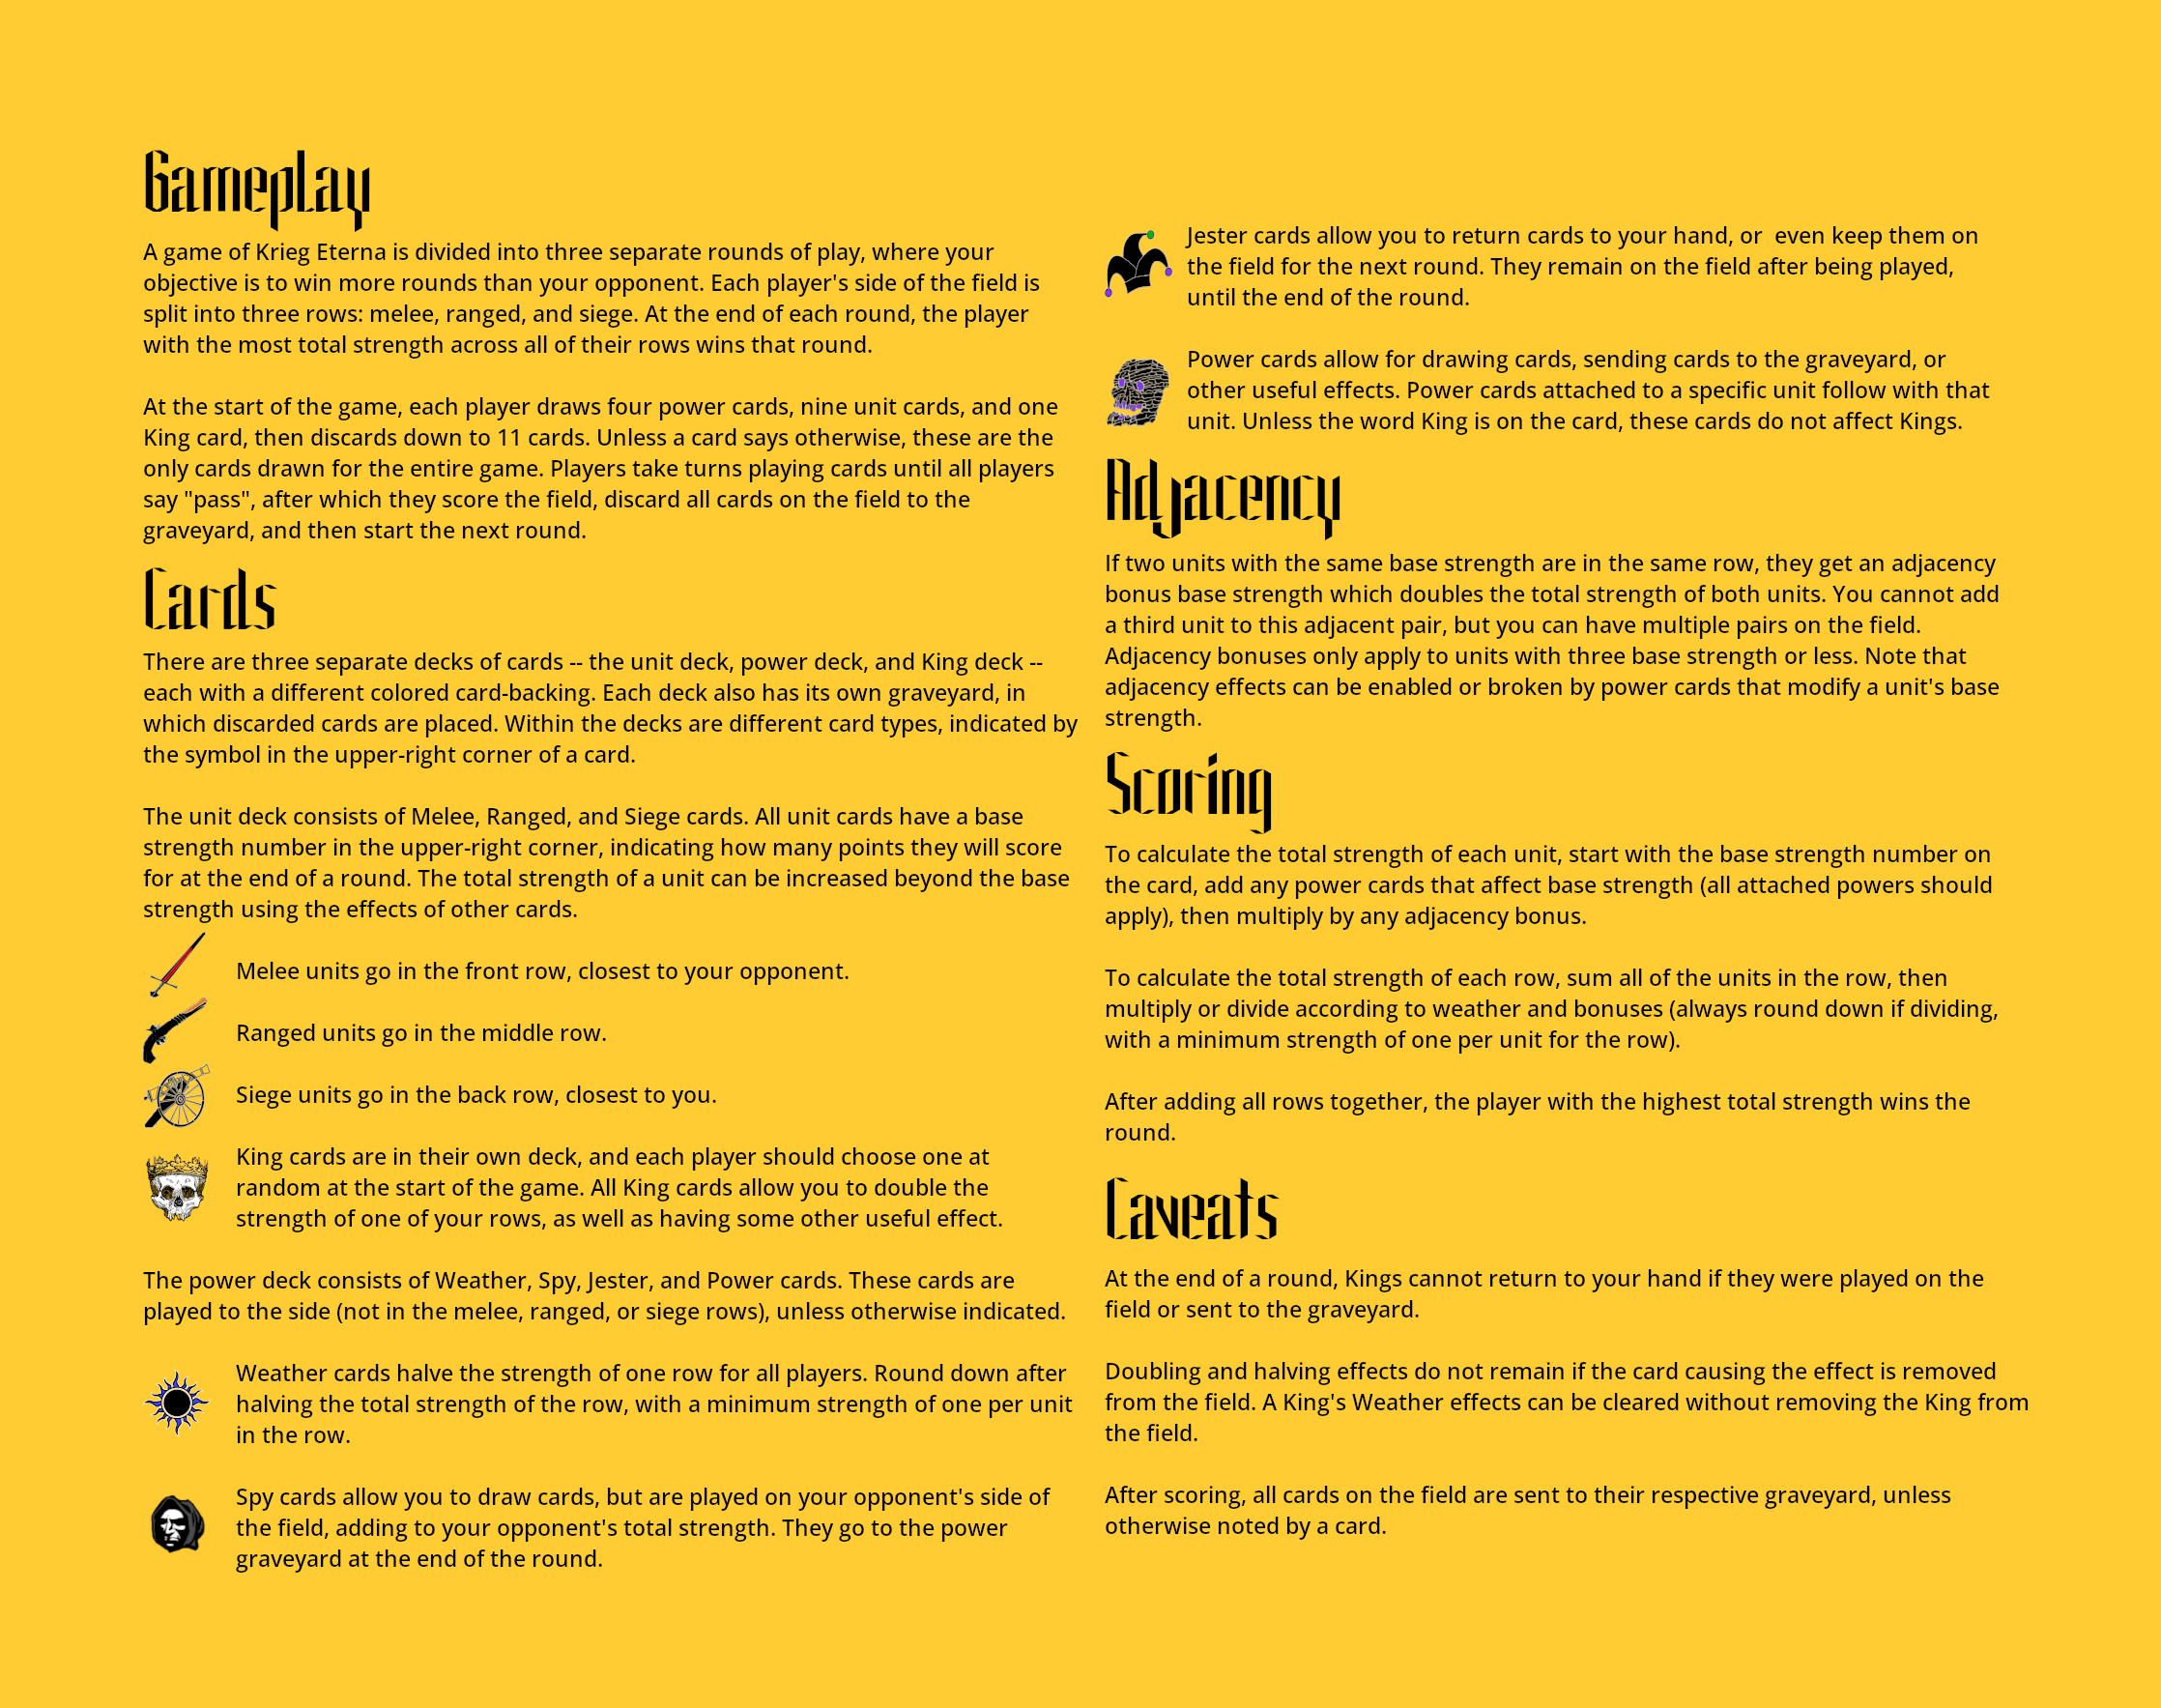 Gameplay
A game of Krieg Eterna is divided into three separate rounds of play, where your
objective is to win more rounds than your opponent. Each player's side of the field is
split into three rows: melee, ranged, and siege. At the end of each round, the player
with the most total strength across all of their rows wins that round.
At the start of the game, each player draws four power cards, nine unit cards, and one
King card, then discards down to 11 cards. Unless a card says otherwise, these are the
only cards drawn for the entire game. Players take turns playing cards until all players
say "pass", after which they score the field, discard all cards on the field to the
graveyard, and then start the next round.
Cards
There are three separate decks of cards -- the unit deck, power deck, and King deck --
each with a different colored card-backing. Each deck also has its own graveyard, in
which discarded cards are placed. Within the decks are different card types, indicated by
the symbol in the upper-right corner of a card.
The unit deck consists of Melee, Ranged, and Siege cards. All unit cards have a base
strength number in the upper-right corner, indicating how many points they will score
for at the end of a round. The total strength of a unit can be increased beyond the base
strength using the effects of other cards.
Melee units go in the front row, closest to your opponent.
Ranged units go in the middle row.
Siege units go in the back row, closest to you.
King cards are in their own deck, and each player should choose one at
random at the start of the game. All King cards allow you to double the
strength of one of your rows, as well as having some other useful effect.
The power deck consists of Weather, Spy, Jester, and Power cards. These cards are
played to the side (not in the melee, ranged, or siege rows), unless otherwise indicated.
Weather cards halve the strength of one row for all players. Round down after
halving the total strength of the row, with a minimum strength of one per unit
in the row.
Spy cards allow you to draw cards, but are played on your opponent's side of
the field, adding to your opponent's total strength. They go to the power
graveyard at the end of the round.
Jester cards allow you to return cards to your hand, or  even keep them on
the field for the next round. They remain on the field after being played,
until the end of the round.
Power cards allow for drawing cards, sending cards to the graveyard, or
other useful effects. Power cards attached to a specific unit follow with that
unit. Unless the word King is on the card, these cards do not affect Kings.
Adjacency
If two units with the same base strength are in the same row, they get an adjacency
bonus base strength which doubles the total strength of both units. You cannot add
a third unit to this adjacent pair, but you can have multiple pairs on the field.
Adjacency bonuses only apply to units with three base strength or less. Note that
adjacency effects can be enabled or broken by power cards that modify a unit's base
strength.
Scoring
To calculate the total strength of each unit, start with the base strength number on
the card, add any power cards that affect base strength (all attached powers should
apply), then multiply by any adjacency bonus.
To calculate the total strength of each row, sum all of the units in the row, then
multiply or divide according to weather and bonuses (always round down if dividing,
with a minimum strength of one per unit for the row).
After adding all rows together, the player with the highest total strength wins the
round.
Caveats
At the end of a round, Kings cannot return to your hand if they were played on the
field or sent to the graveyard.
Doubling and halving effects do not remain if the card causing the effect is removed
from the field. A King's Weather effects can be cleared without removing the King from
the field.
After scoring, all cards on the field are sent to their respective graveyard, unless
otherwise noted by a card.